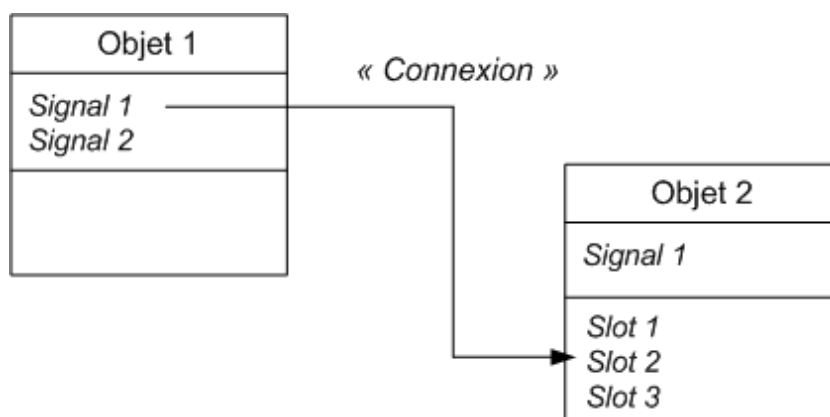 Objet 1
« Connexion »
Signal 1
Signal 2
Objet 2
Signal 1
Slot 1
Slot 2
Slot 3